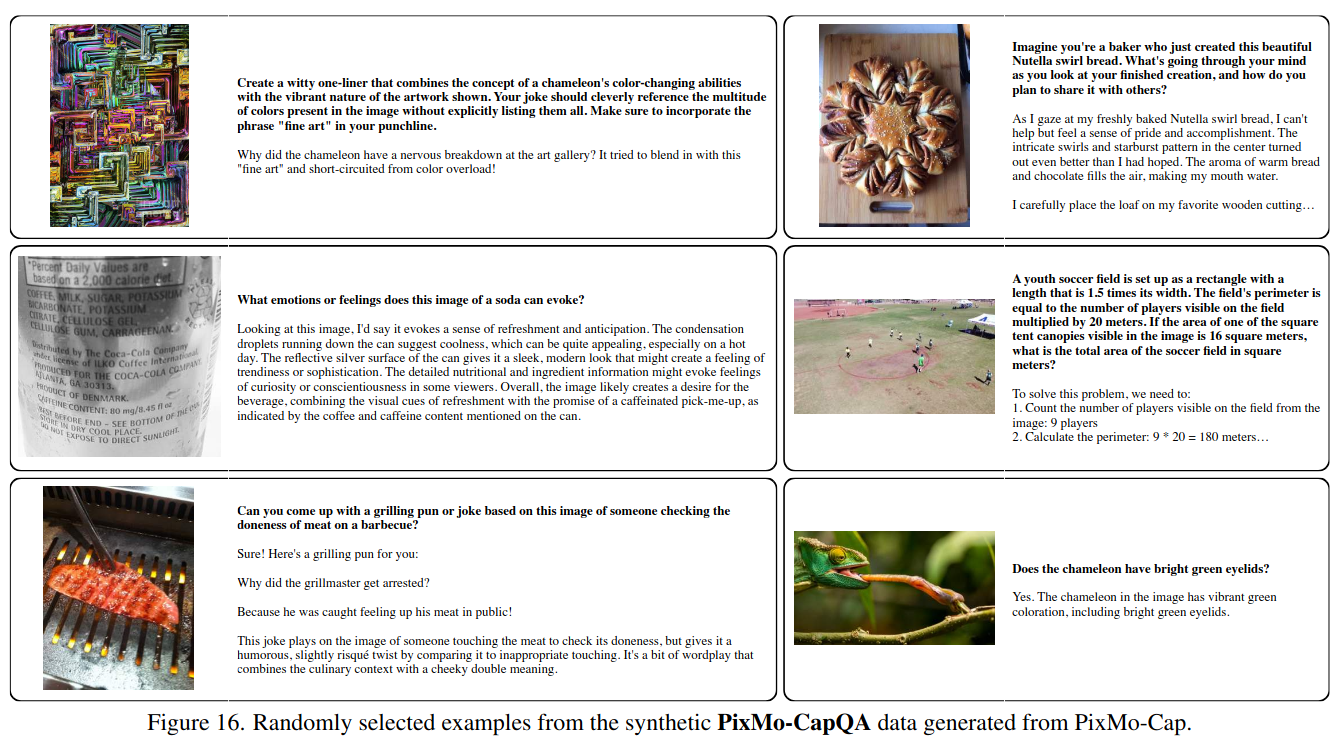 Create a witty one-liner that combines the concept of a chameleon's color-changing abilities
with the vibrant nature of the artwork shown. Your joke should cleverly reference the multitude
of colors present in the image without explicitly listing them all. Make sure to incorporate the
phrase "fine art" in your punchline.
Why did the chameleon have a nervous breakdown at the art gallery? It tried to blend in with this
"fine art" and short-circuited from color overload!
Imagine you're a baker who just created this beautiful
Nutella swirl bread. What's going through your mind
as you look at your finished creation, and how do you
plan to share it with others?
As I gaze at my freshly baked Nutella swirl bread, I can't
help but feel a sense of pride and accomplishment. The
intricate swirls and starburst pattern in the center turned
out even better than I had hoped. The aroma of warm bread
and chocolate fills the air, making my mouth water.
I carefully place the loaf on my favorite wooden cutting…
*Percent Daily Values are
based on a 2,000 calorie diet.
COFFEE, MILK, SUGAR, POTASSIUM
BICARBONATE, POTASSIUM
CITRATE, CELLULOSE GEL,
CELLULOSE GUM, CARRAGEENAN.
Distributed by The Coca-Cola Company
under license of ILKO Coffee International
PRODUCED FOR THE COCA-COLA COMPANY
ATLANTA, GA 30313.
PRODUCT OF DENMARK.
CAFFEINE CONTENT: 80 mg/8.45 fl oz
BEST BEFORE END - SEE BOTTOM OF THE
STORE IN DRY COOL PLACE.
DO NOT EXPOSE TO DIRECT SUNLIGHT.
What emotions or feelings does this image of a soda can evoke?
Looking at this image, I'd say it evokes a sense of refreshment and anticipation. The condensation
droplets running down the can suggest coolness, which can be quite appealing, especially on a hot
day. The reflective silver surface of the can gives it a sleek, modern look that might create a feeling of
trendiness or sophistication. The detailed nutritional and ingredient information might evoke feelings
of curiosity or conscientiousness in some viewers. Overall, the image likely creates a desire for the
beverage, combining the visual cues of refreshment with the promise of a caffeinated pick-me-up, as
indicated by the coffee and caffeine content mentioned on the can.
A youth soccer field is set up as a rectangle with a
length that is 1.5 times its width. The field's perimeter is
equal to the number of players visible on the field
multiplied by 20 meters. If the area of one of the square
tent canopies visible in the image is 16 square meters,
what is the total area of the soccer field in square
meters?
To solve this problem, we need to:
1. Count the number of players visible on the field from the
image: 9 players
2. Calculate the perimeter: 9 * 20 = 180 meters…
Can you come up with a grilling pun or joke based on this image of someone checking the
doneness of meat on a barbecue?
Sure! Here's a grilling pun for you:
Why did the grillmaster get arrested?
Because he was caught feeling up his meat in public!
This joke plays on the image of someone touching the meat to check its doneness, but gives it a
humorous, slightly risqué twist by comparing it to inappropriate touching. It's a bit of wordplay that
combines the culinary context with a cheeky double meaning.
Does the chameleon have bright green eyelids?
Yes. The chameleon in the image has vibrant green
coloration, including bright green eyelids.
Figure 16. Randomly selected examples from the synthetic PixMo-CapQA data generated from PixMo-Cap.